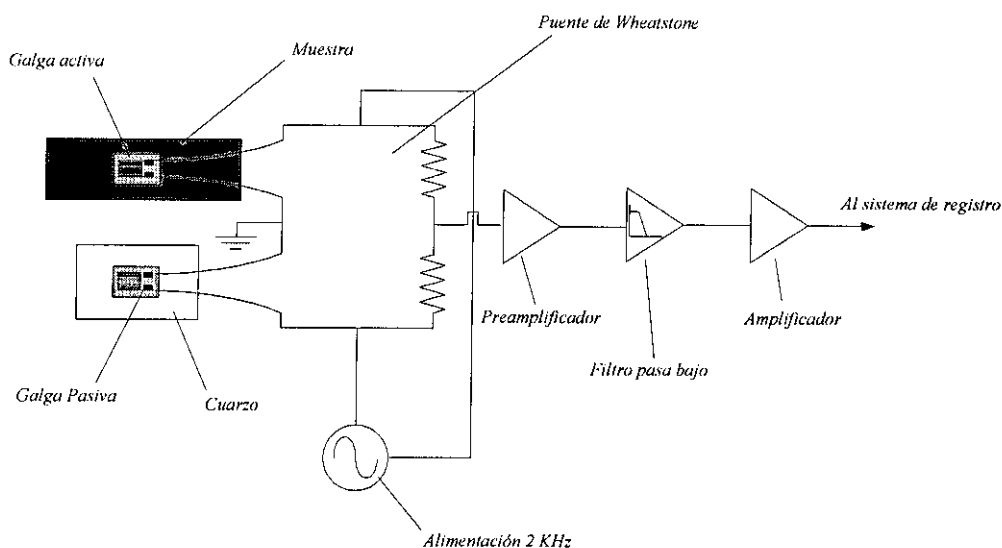 Puente de Wheatstone
Muestra
Galga activa
Al sistema de registro
Preamplificador
Amplificador
Filtro pasa bajo
Galga Pasiva
Cuarzo
Alimentación 2 KHz